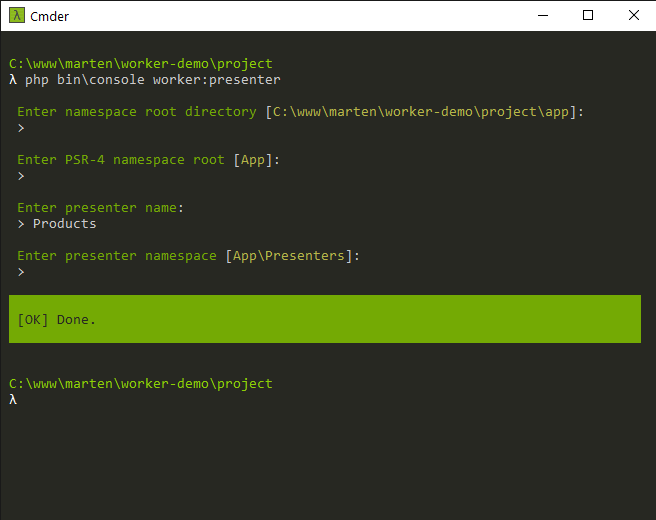 λ Cmder
C:\www\marten\worker-demo\project
λ php bin\console worker:presenter
Enter namespace root directory [C:\www\marten\worker-demo\project\app]:
>
Enter PSR-4 namespace root [App]:
>
Enter presenter name:
> Products
Enter presenter namespace [App\Presenters]:
>
[OK] Done.
C:\www\marten\worker-demo\project
λ